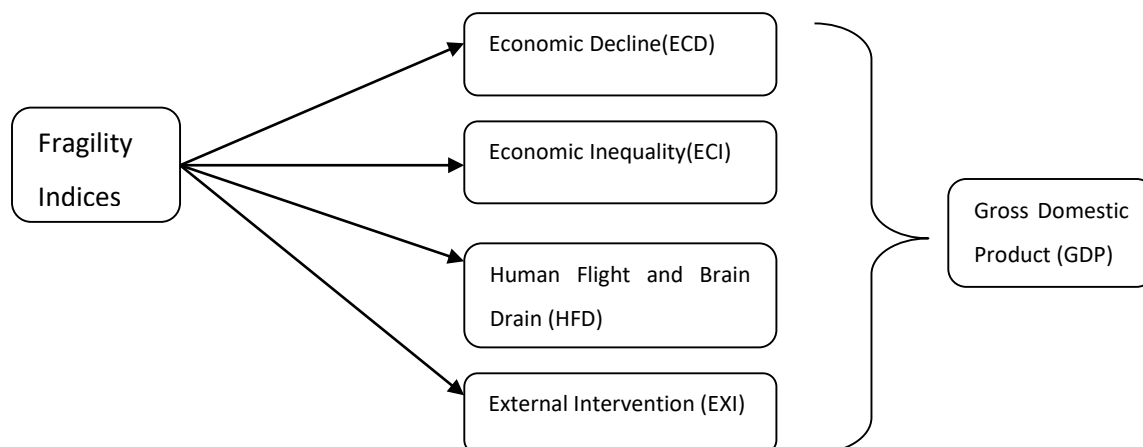 Economic Decline(ECD)
Fragility
Indices
Economic Inequality(ECI)
Human Flight and Brain
Drain (HFD)
External Intervention (EXI)
Gross Domestic
Product (GDP)